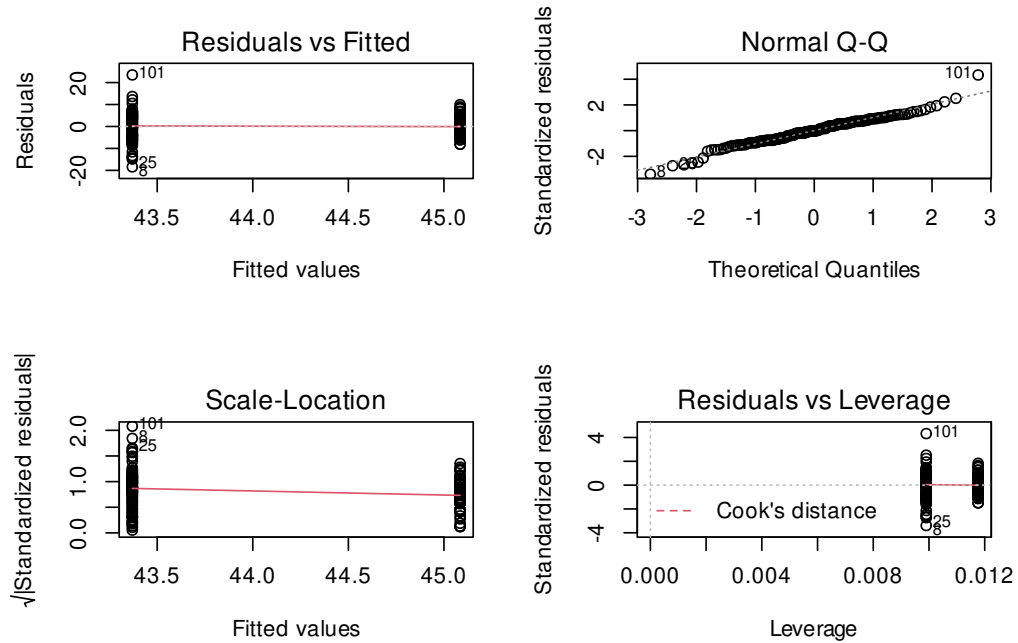 Residuals vs Fitted
Residuals
20
0
-20
101
25
8
43.5 44.0 44.5 45.0
Fitted values
Normal Q-Q
Standardized residuals
2
-2
101
8
-3 -2 -1 0 1 2 3
Theoretical Quantiles
Scale-Location
√|Standardized residuals|
2.0
1.0
0.0
101
8
25
43.5 44.0 44.5 45.0
Fitted values
Residuals vs Leverage
Standardized residuals
4
0
-4
101
Cook's distance
25
8
0.000 0.004 0.008 0.012
Leverage